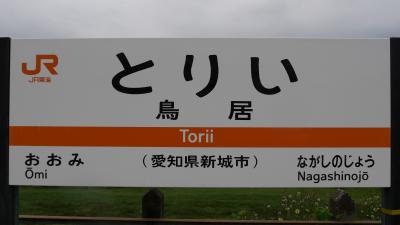 JR
JR東海
とりい
鳥居
Torii
おおみ （愛知県新城市） ながしのじょう
Ōmi Nagashinojō